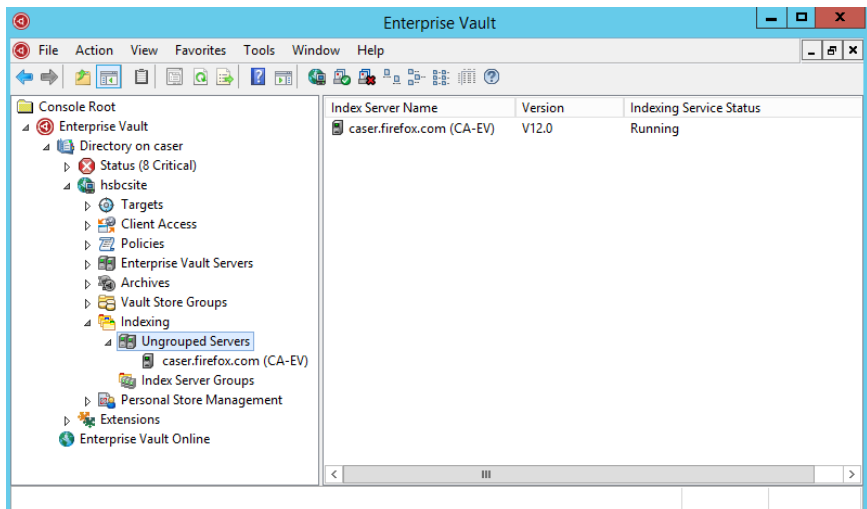 Enterprise Vault
File Action View Favorites Tools Window Help
Console Root
Enterprise Vault
Directory on caser
Status (8 Critical)
hsbcsite
Targets
Client Access
Policies
Enterprise Vault Servers
Archives
Vault Store Groups
Indexing
Ungrouped Servers
caser.firefox.com (CA-EV)
Index Server Groups
Personal Store Management
Extensions
Enterprise Vault Online
Index Server Name Version Indexing Service Status
caser.firefox.com (CA-EV) V12.0 Running